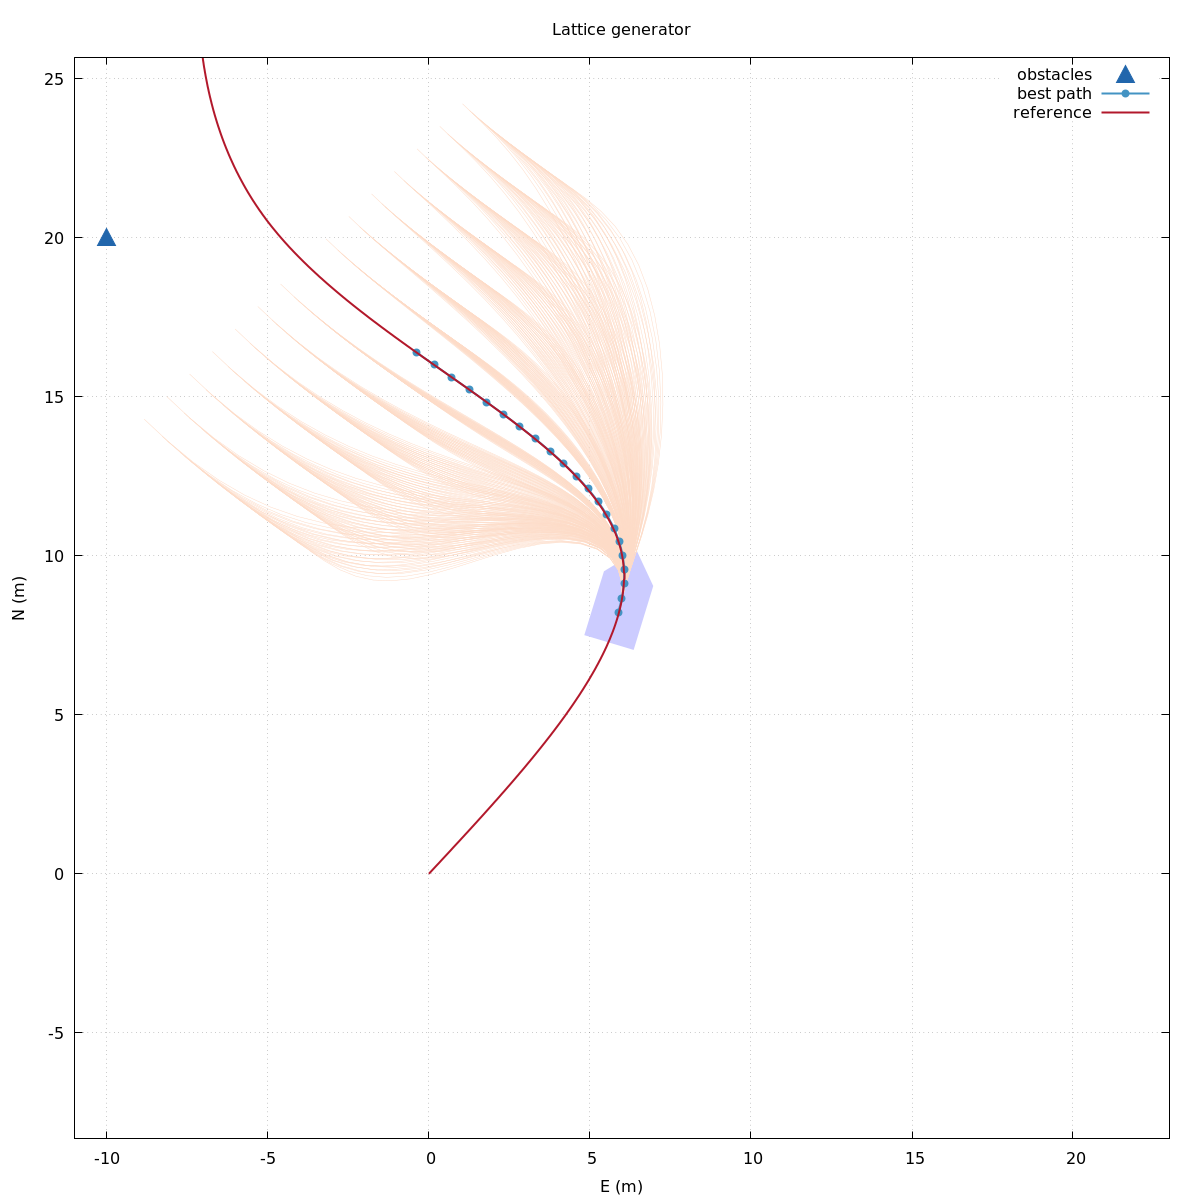 Lattice generator
obstacles
best path
reference
25
20
15
10
5
0
-5
N (m)
-10 -5 0 5 10 15 20
E (m)